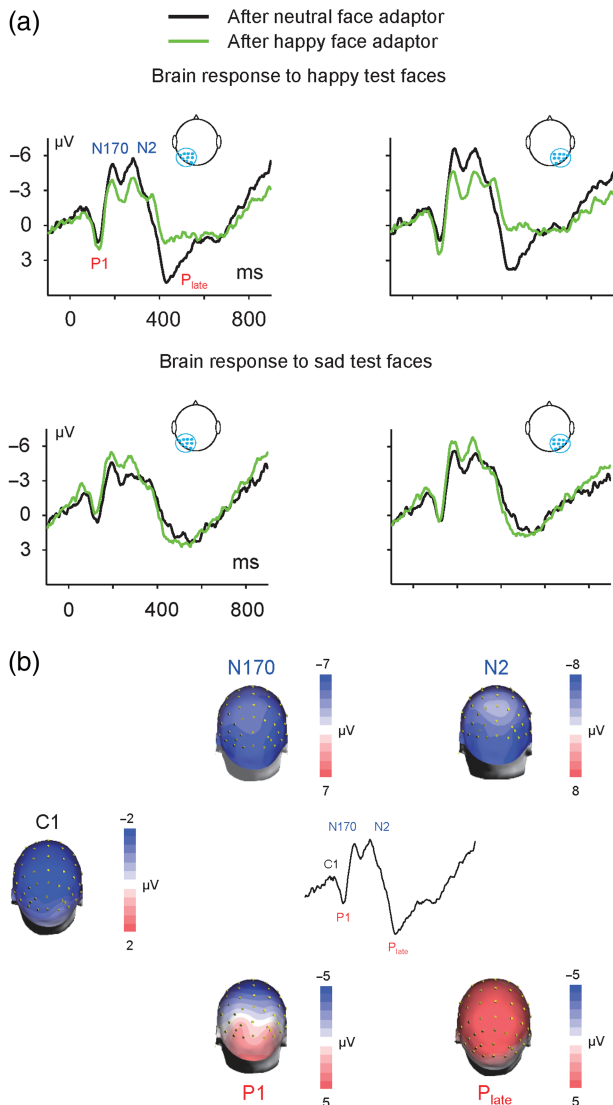 (a)
After neutral face adaptor
After happy face adaptor
Brain response to happy test faces
μV
–6
–3
0
3
N170
N2
P1
Plate
ms
0
400
800
Brain response to sad test faces
μV
–6
–3
0
3
ms
0
400
800
(b)
N170
–7
μV
7
N2
–8
μV
8
C1
–2
μV
2
N170
N2
C1
P1
Plate
–5
μV
5
P1
–5
μV
5
Plate